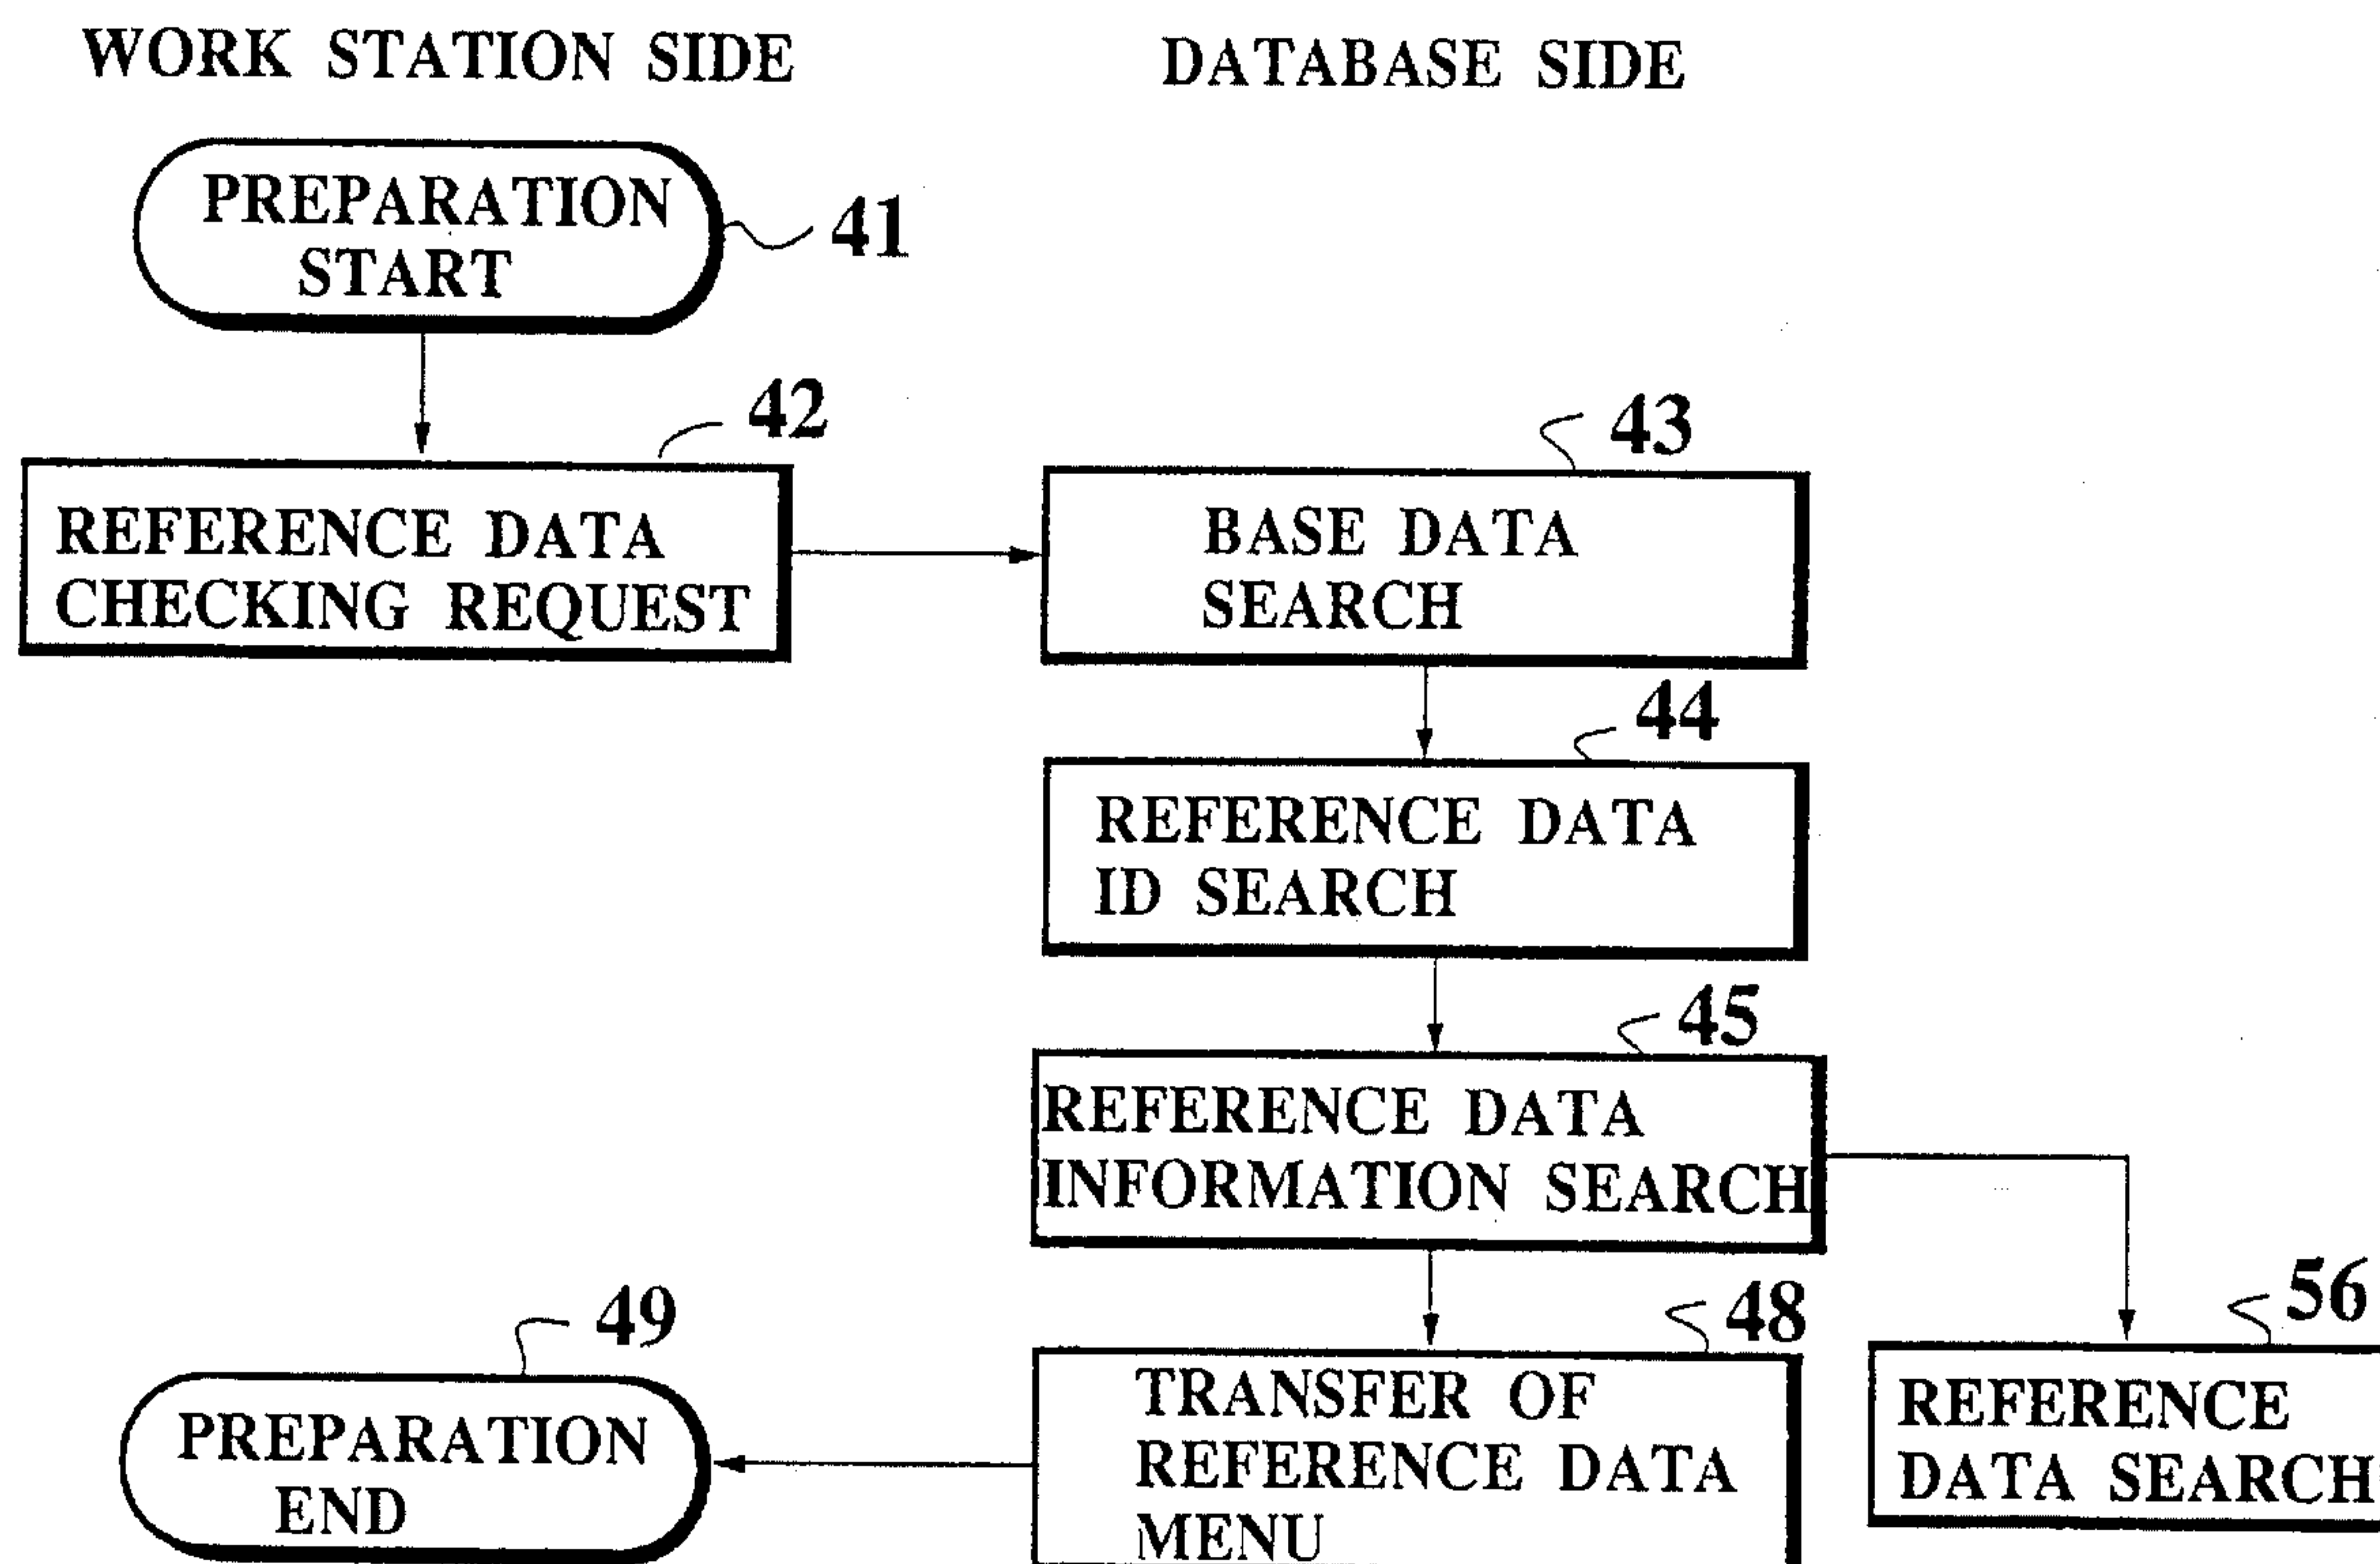 WORK STATION SIDE
DATABASE SIDE
PREPARATION
START
41
42
REFERENCE DATA
CHECKING REQUEST
43
BASE DATA
SEARCH
44
REFERENCE DATA
ID SEARCH
45
REFERENCE DATA
INFORMATION SEARCH
49
PREPARATION
END
48
TRANSFER OF
REFERENCE DATA
MENU
56
REFERENCE
DATA SEARCH